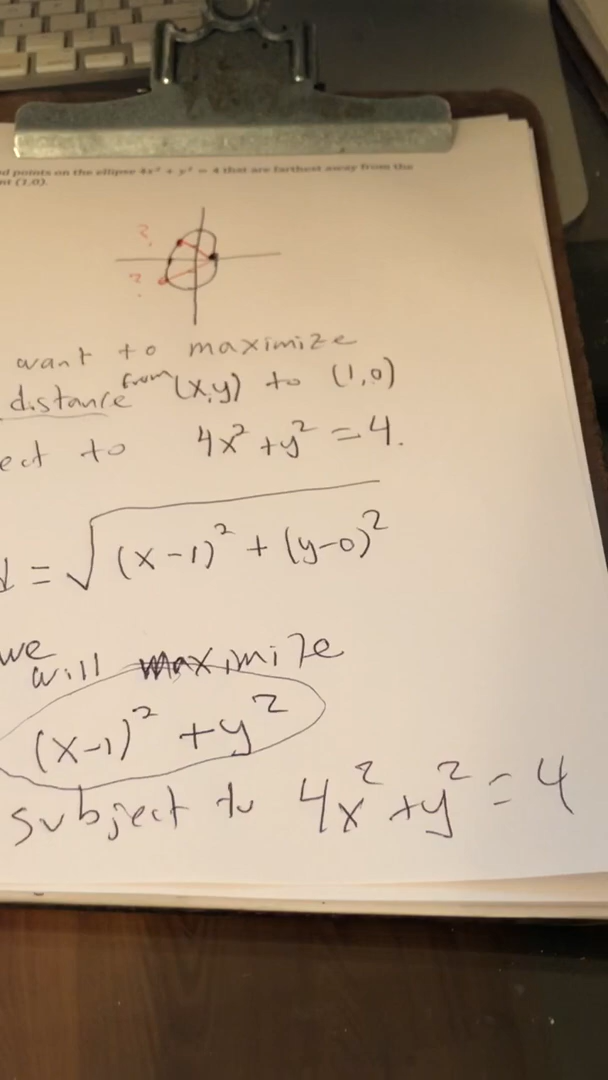 d points on the ellipse 4x² + y² = 4 that are farthest away from the
nt (1,0).
?
?
want to maximize
distance from (x,y) to (1,0)
ect to 4x² + y² = 4.
d = √(x-1)² + (y-0)²
we will maximize
(x-1)² + y²
subject to 4x² + y² = 4